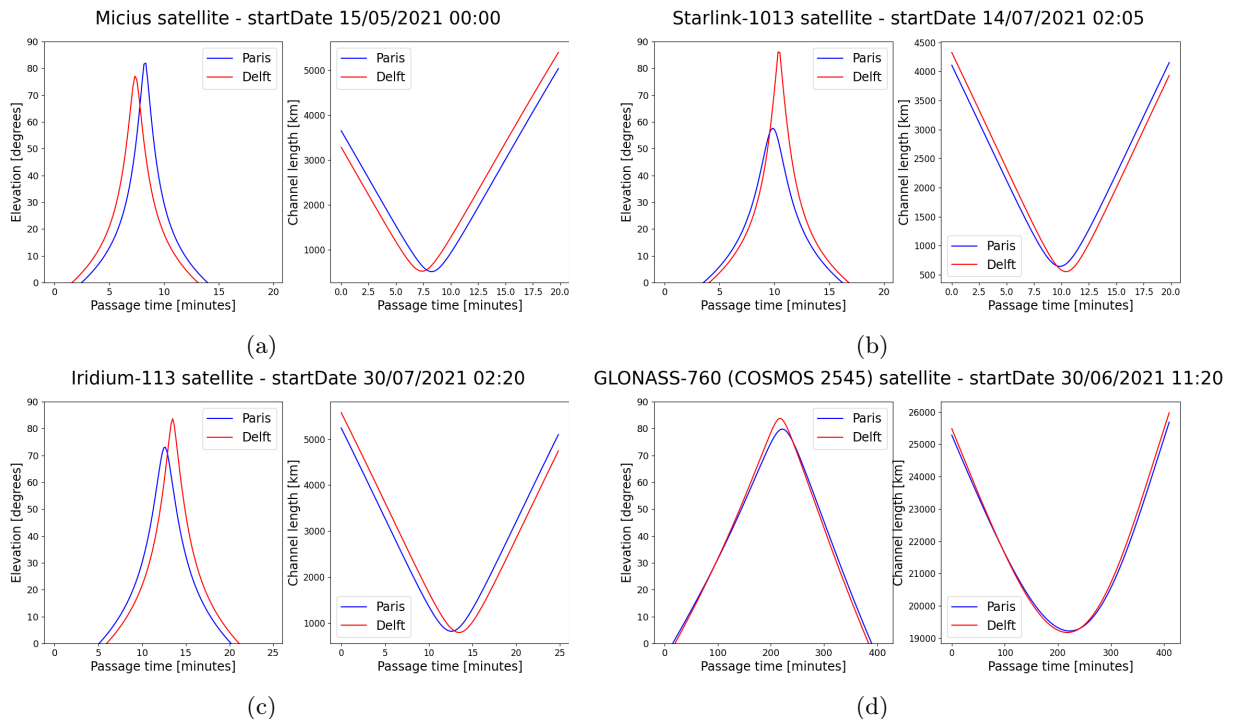 Micius satellite - startDate 15/05/2021 00:00
90
80
70
60
50
40
30
20
10
0
Elevation [degrees]
Paris
Delft
0
10
20
Passage time [minutes]
5000
4000
3000
2000
1000
Channel length [km]
Paris
Delft
0.0
2.5
5.0
7.5
10.0
12.5
15.0
17.5
20.0
Passage time [minutes]
(a)
Starlink-1013 satellite - startDate 14/07/2021 02:05
90
80
70
60
50
40
30
20
10
0
Elevation [degrees]
Paris
Delft
0
10
20
Passage time [minutes]
4500
4000
3500
3000
2500
2000
1500
1000
500
Channel length [km]
Paris
Delft
0.0
2.5
5.0
7.5
10.0
12.5
15.0
17.5
20.0
Passage time [minutes]
(b)
Iridium-113 satellite - startDate 30/07/2021 02:20
90
80
70
60
50
40
30
20
10
0
Elevation [degrees]
Paris
Delft
0
5
10
15
20
25
Passage time [minutes]
5000
4000
3000
2000
1000
Channel length [km]
Paris
Delft
0
5
10
15
20
25
Passage time [minutes]
(c)
GLONASS-760 (COSMOS 2545) satellite - startDate 30/06/2021 11:20
90
80
70
60
50
40
30
20
10
0
Elevation [degrees]
Paris
Delft
0
100
200
300
400
Passage time [minutes]
26000
25000
24000
23000
22000
21000
20000
19000
Channel length [km]
Paris
Delft
0
100
200
300
400
Passage time [minutes]
(d)